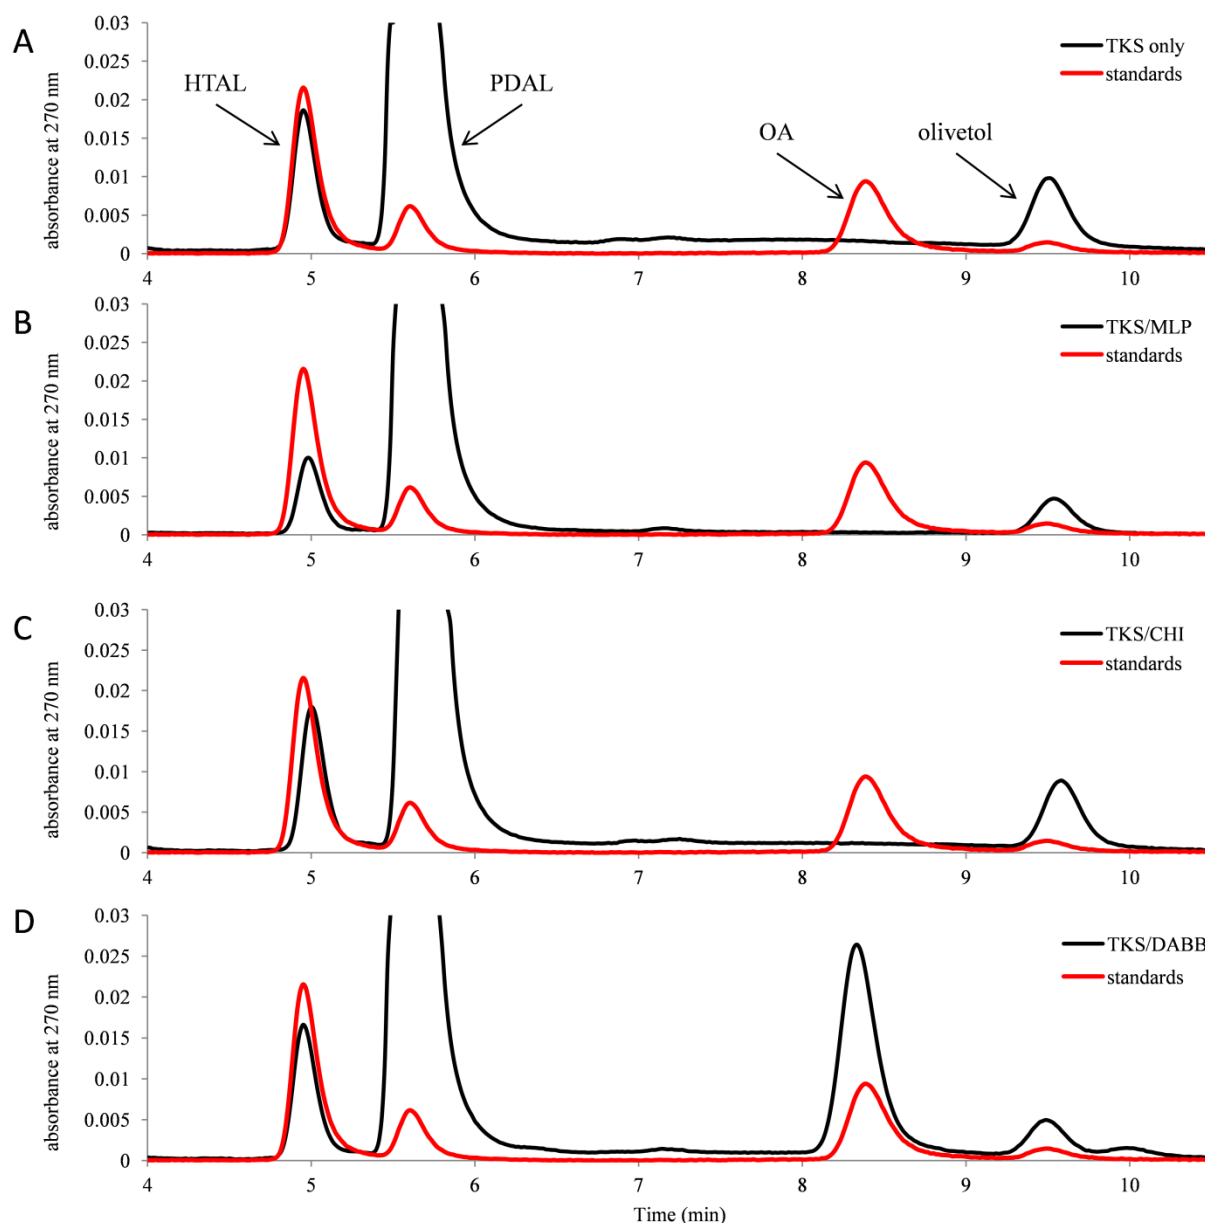 A
absorbance at 270 nm
0.03
0.025
0.02
0.015
0.01
0.005
0
HTAL
PDAL
OA
olivetol
TKS only
standards
4 5 6 7 8 9 10
B
absorbance at 270 nm
0.03
0.025
0.02
0.015
0.01
0.005
0
TKS/MLP
standards
4 5 6 7 8 9 10
C
absorbance at 270 nm
0.03
0.025
0.02
0.015
0.01
0.005
0
TKS/CHI
standards
4 5 6 7 8 9 10
D
absorbance at 270 nm
0.03
0.025
0.02
0.015
0.01
0.005
0
TKS/DABB
standards
4 5 6 7 8 9 10
Time (min)